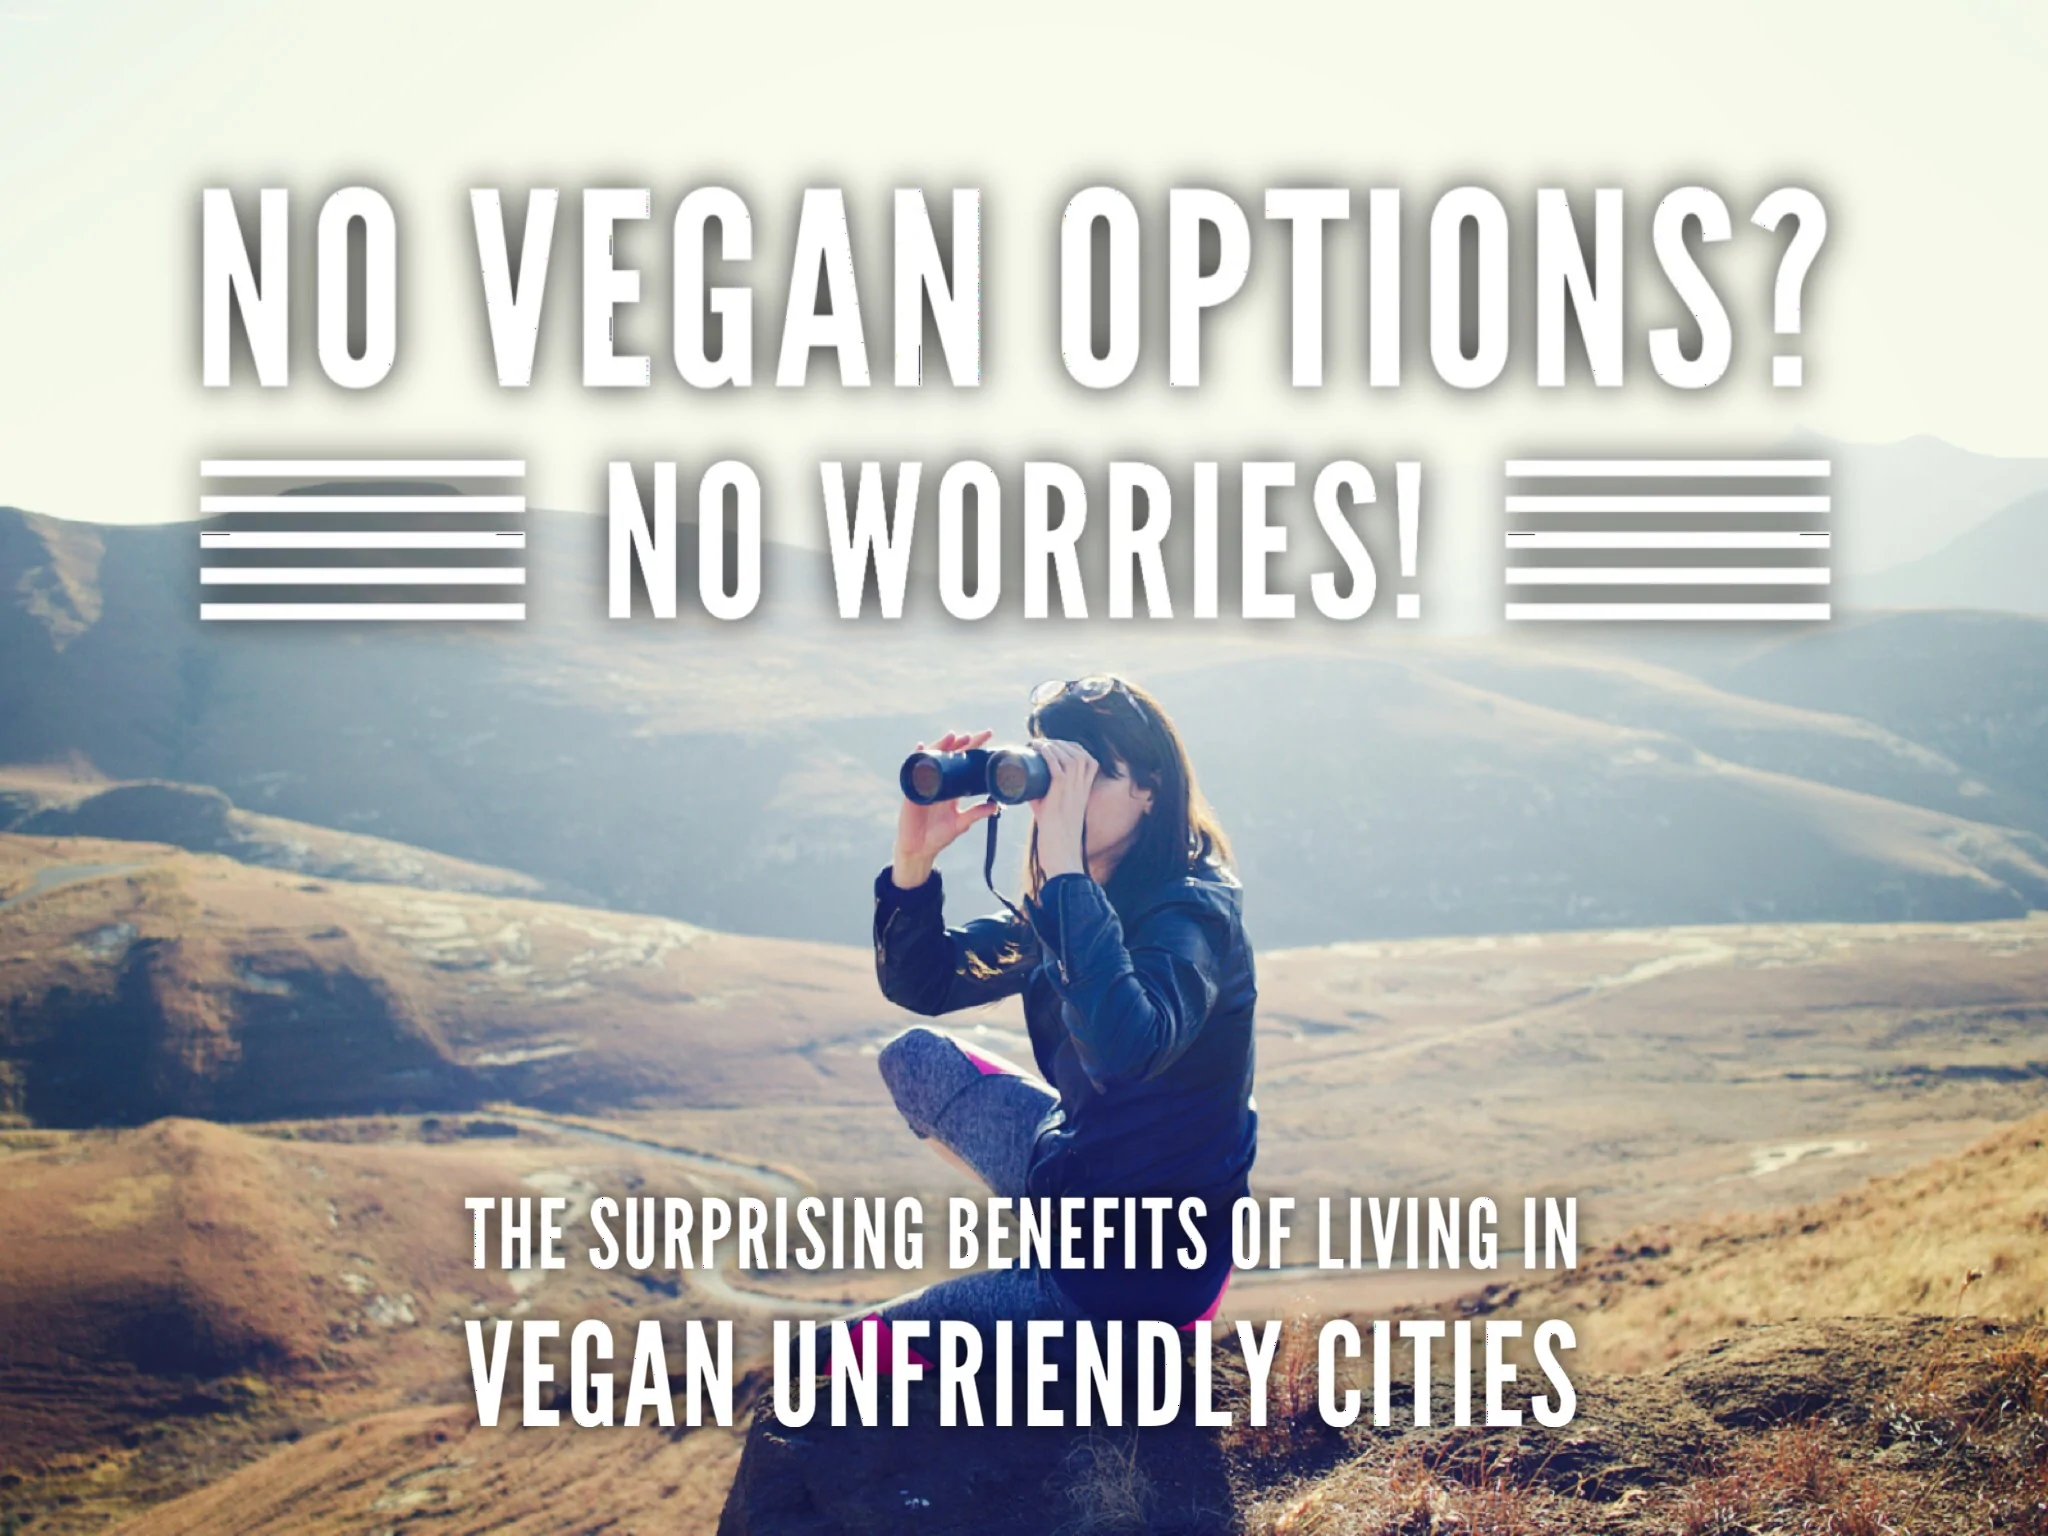 NO VEGAN OPTIONS?
NO WORRIES!
THE SURPRISING BENEFITS OF LIVING IN
VEGAN UNFRIENDLY CITIES